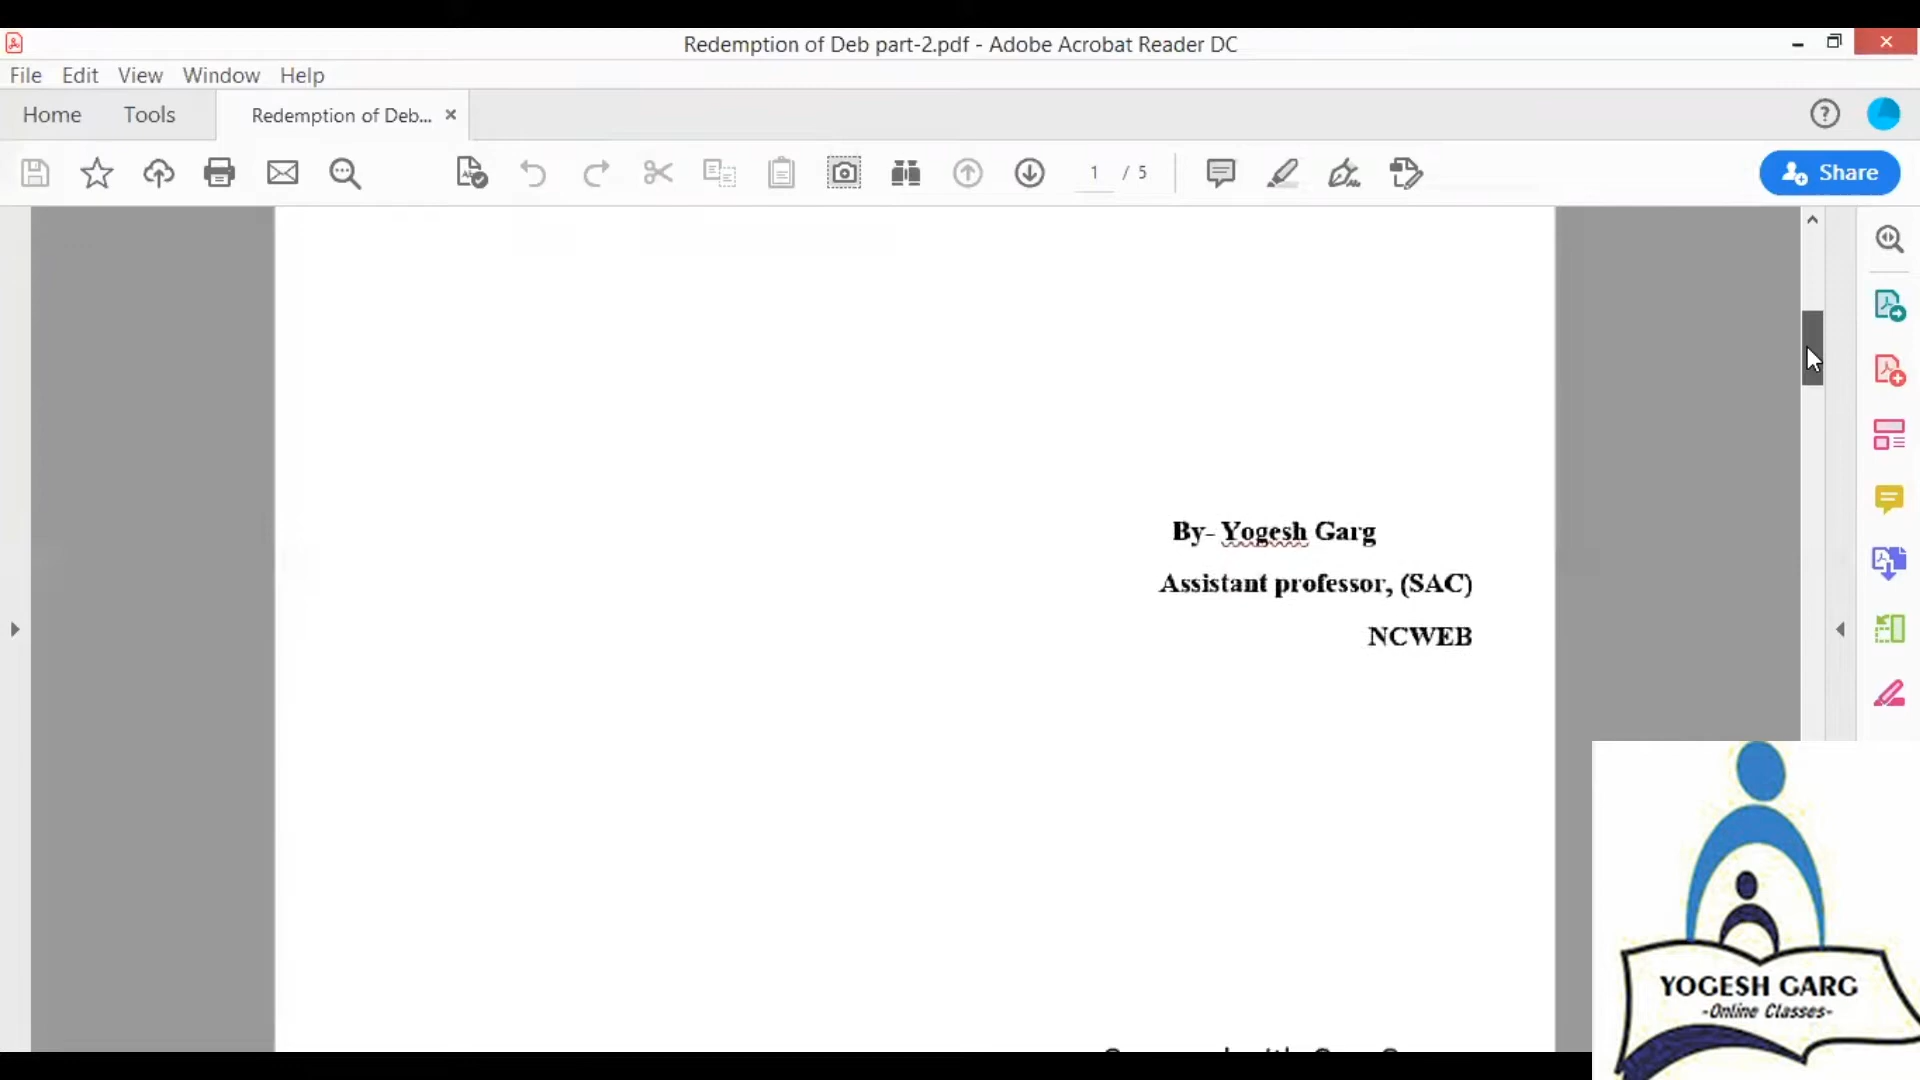 Redemption of Deb part-2.pdf - Adobe Acrobat Reader DC
File Edit View Window Help
Home Tools Redemption of Deb...
1 / 5
Share
By- Yogesh Garg
Assistant professor, (SAC)
NCWEB
YOGESH GARG
-Online Classes-